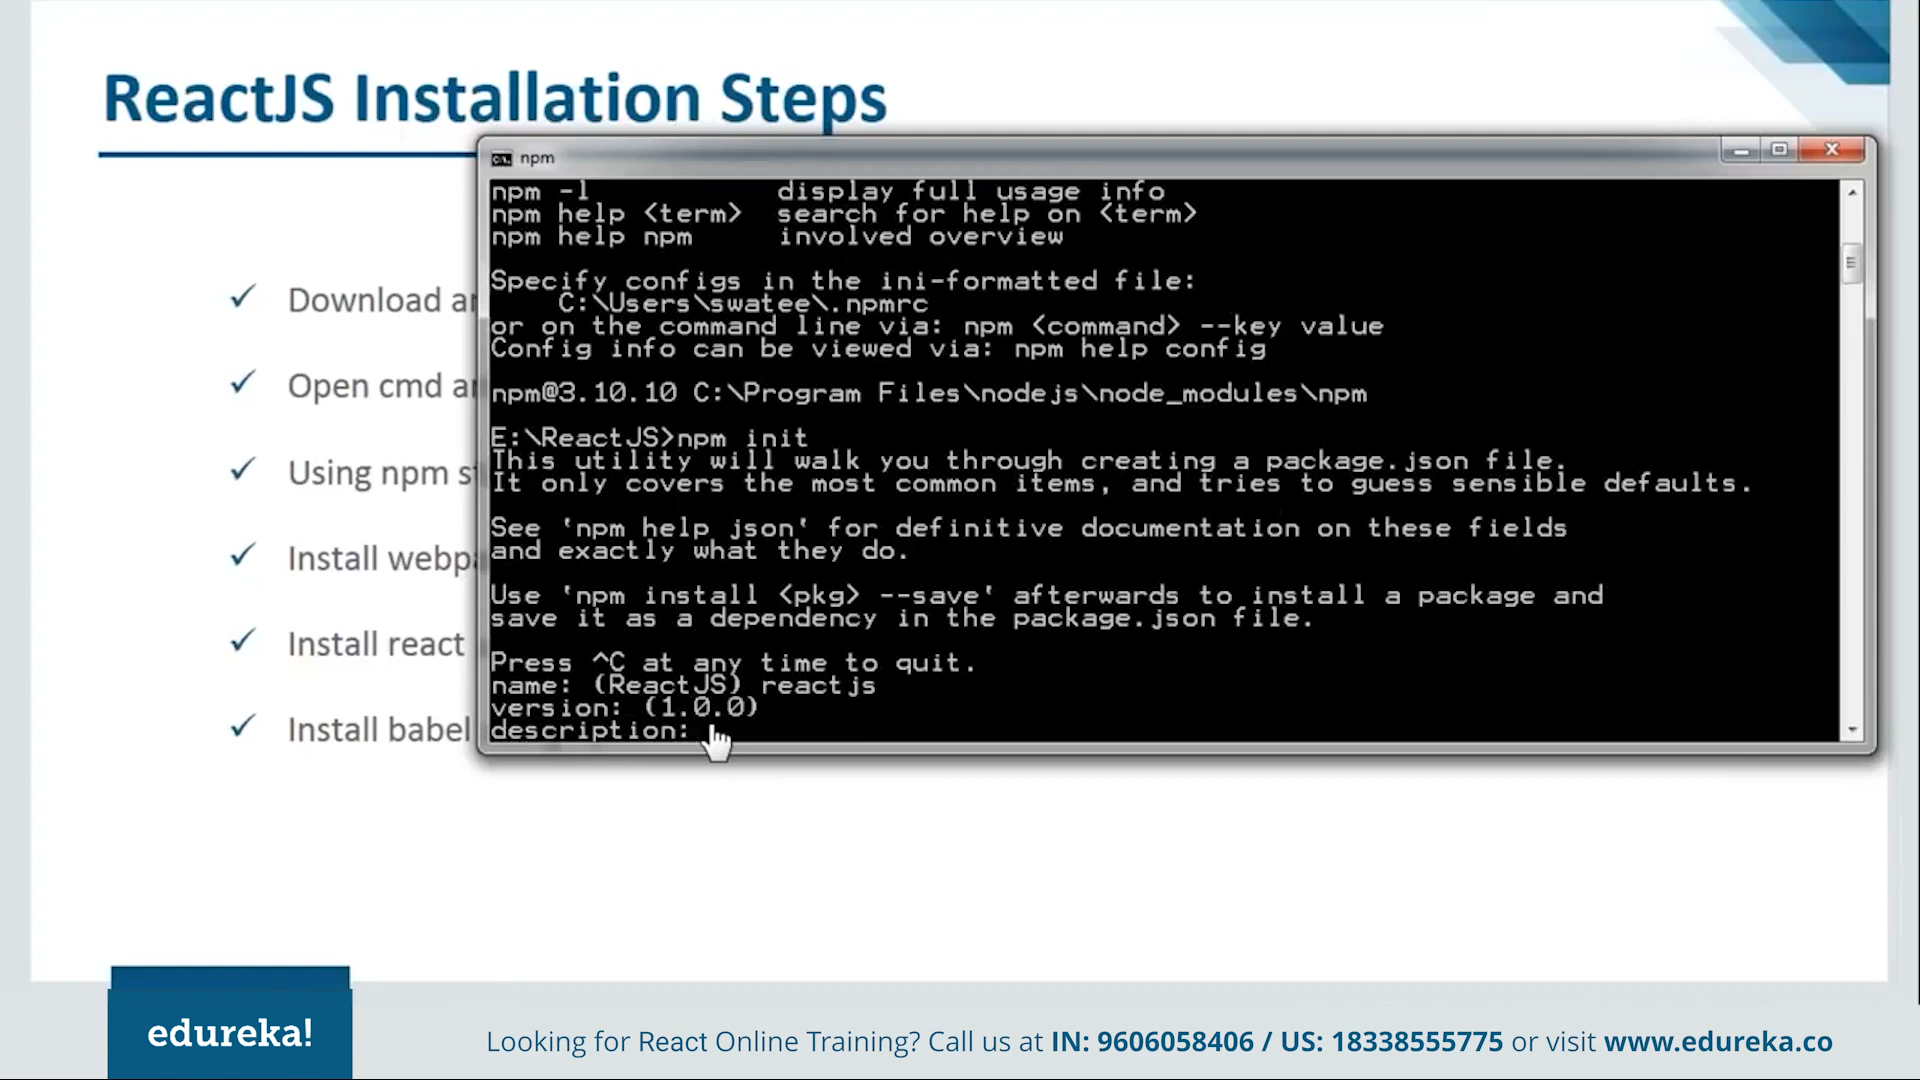 ReactJS Installation Steps
npm
npm -l display full usage info
npm help <term> search for help on <term>
npm help npm involved overview
Specify configs in the ini-formatted file:
C:\Users\swatee\.npmrc
or on the command line via: npm <command> --key value
Config info can be viewed via: npm help config
npm@3.10.10 C:\Program Files\nodejs\node_modules\npm
E:\ReactJS>npm init
This utility will walk you through creating a package.json file.
It only covers the most common items, and tries to guess sensible defaults.
See 'npm help json' for definitive documentation on these fields
and exactly what they do.
Use 'npm install <pkg> --save' afterwards to install a package and
save it as a dependency in the package.json file.
Press ^C at any time to quit.
name: (ReactJS) reactjs
version: (1.0.0)
description:
✓ Download
✓ Open cmd
✓ Using npm
✓ Install
✓ Install react
✓ Install babel
edureka!
Looking for React Online Training? Call us at IN: 9606058406 / US: 18338555775 or visit www.edureka.co